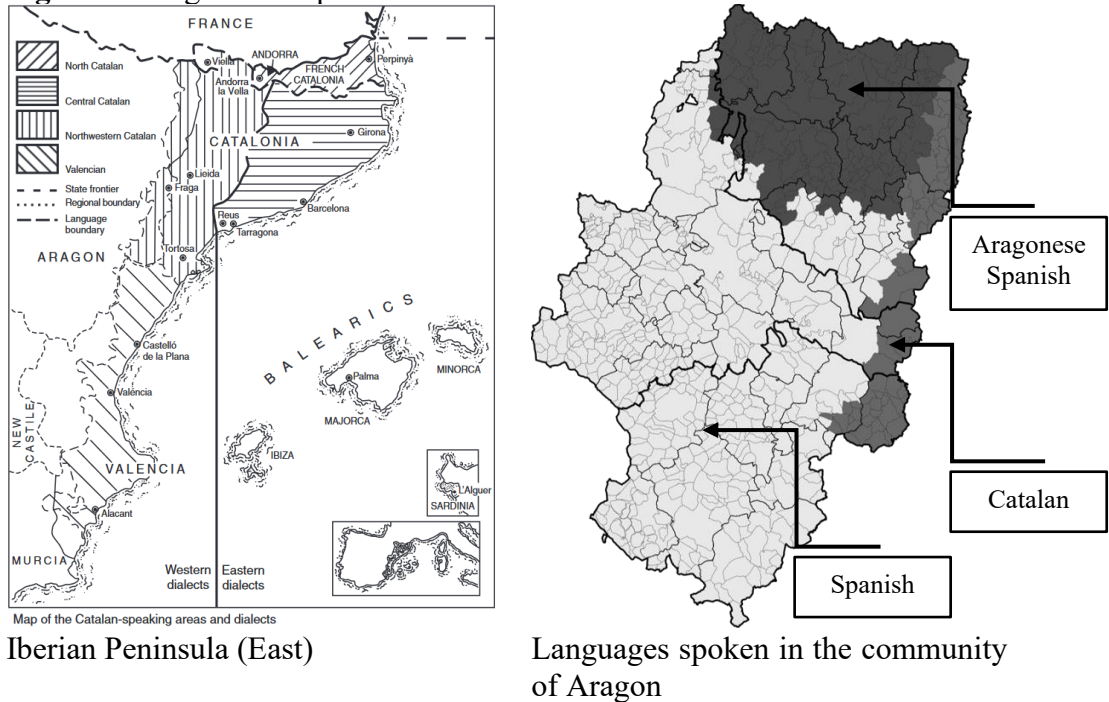 FRANCE
North Catalan
Central Catalan
Northwestern Catalan
Valencian
State frontier
Regional boundary
Language
boundary
Viella
ANDORRA
Andorra
la Vella
FRENCH
CATALONIA
Perpinyà
CATALONIA
Girona
Lleida
Fraga
Barcelona
Reus
Tarragona
Tortosa
ARAGON
Castelló
de la Plana
València
NEW
CASTILE
VALENCIA
Alacant
MURCIA
BALEARICS
MINORCA
Palma
MAJORCA
IBIZA
L'Alguer
SARDINIA
Western
dialects
Eastern
dialects
Map of the Catalan-speaking areas and dialects
Iberian Peninsula (East)
Aragonese
Spanish
Catalan
Spanish
Languages spoken in the community
of Aragon